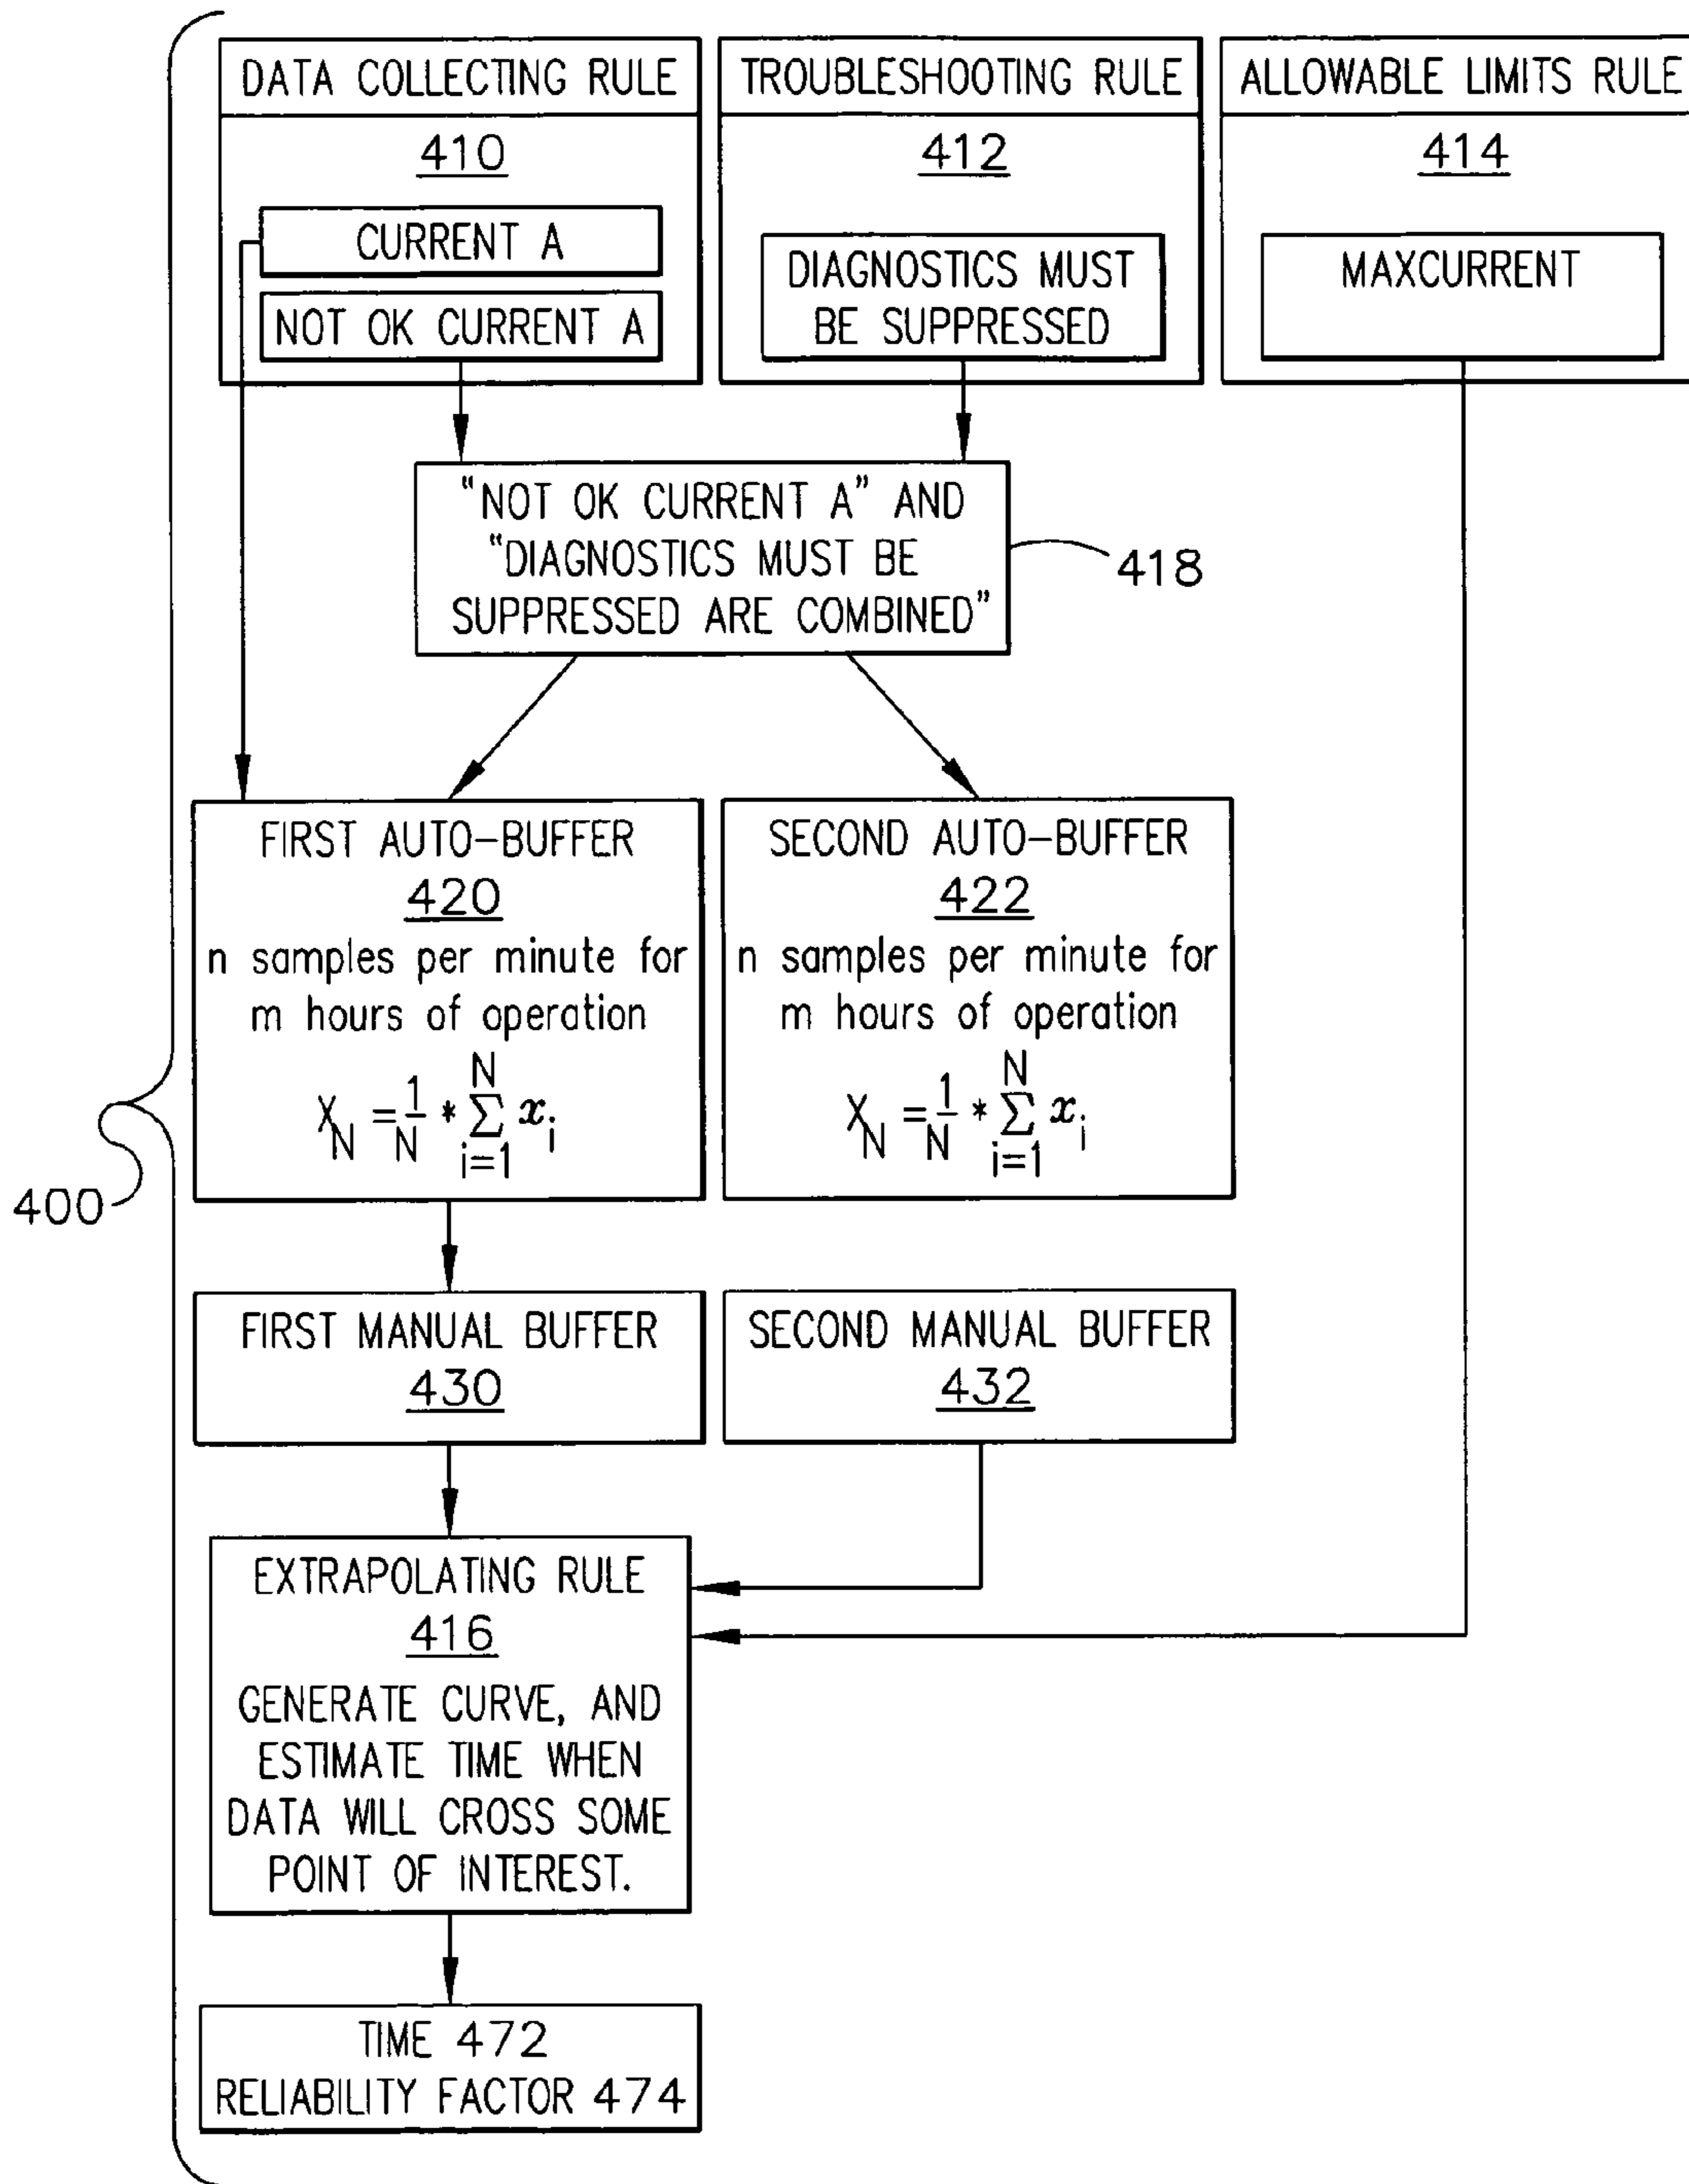 DATA COLLECTING RULE
410
CURRENT A
NOT OK CURRENT A
TROUBLESHOOTING RULE
412
DIAGNOSTICS MUST
BE SUPPRESSED
ALLOWABLE LIMITS RULE
414
MAXCURRENT
"NOT OK CURRENT A" AND
"DIAGNOSTICS MUST BE
SUPPRESSED ARE COMBINED"
418
FIRST AUTO-BUFFER
420
n samples per minute for
m hours of operation
X_N = 1/N * Σ_{i=1}^{N} x_i
SECOND AUTO-BUFFER
422
n samples per minute for
m hours of operation
X_N = 1/N * Σ_{i=1}^{N} x_i
400
FIRST MANUAL BUFFER
430
SECOND MANUAL BUFFER
432
EXTRAPOLATING RULE
416
GENERATE CURVE, AND
ESTIMATE TIME WHEN
DATA WILL CROSS SOME
POINT OF INTEREST.
TIME 472
RELIABILITY FACTOR 474